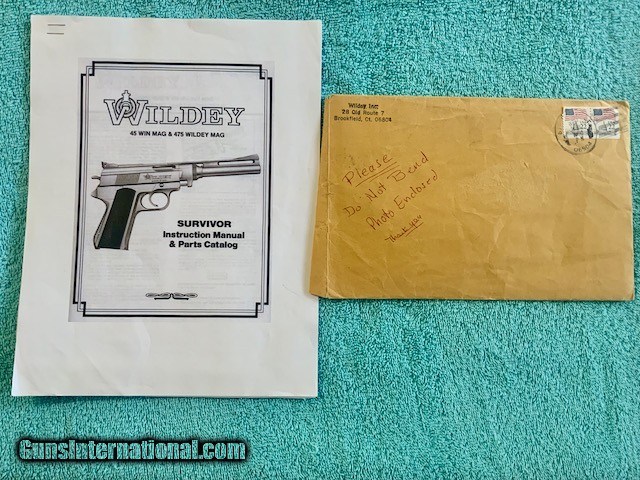 WILDEY
45 WIN MAG & 475 WILDEY MAG
SURVIVOR
Instruction Manual
& Parts Catalog
Wildey Inc
28 Old Route 7
Brookfield, Ct. 06804
Please
Do Not Bend
Photo Enclosed
Thank you
GunsInternational.com